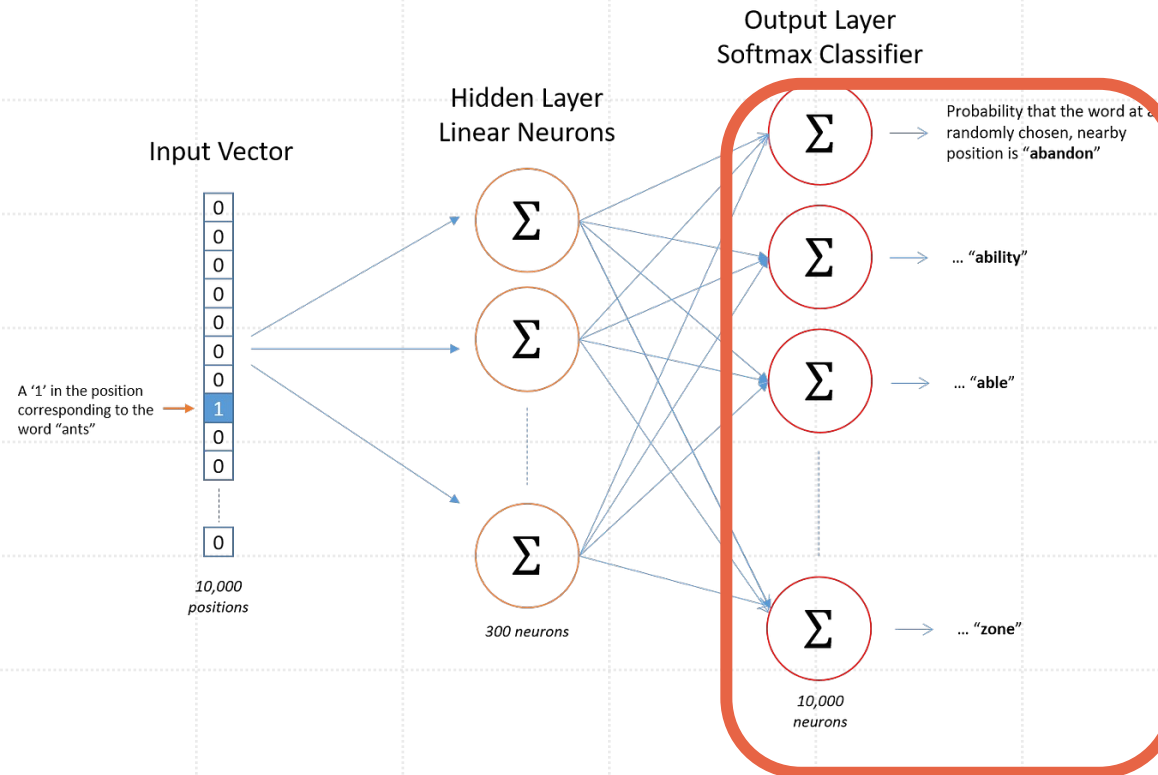 Output Layer
Softmax Classifier
Hidden Layer
Linear Neurons
Input Vector
0
0
0
0
0
0
0
1
0
0
0
A ‘1’ in the position
corresponding to the
word “ants”
10,000
positions
Σ
Σ
Σ
300 neurons
Σ
Probability that the word at a
randomly chosen, nearby
position is “abandon”
Σ
... “ability”
Σ
... “able”
Σ
... “zone”
10,000
neurons